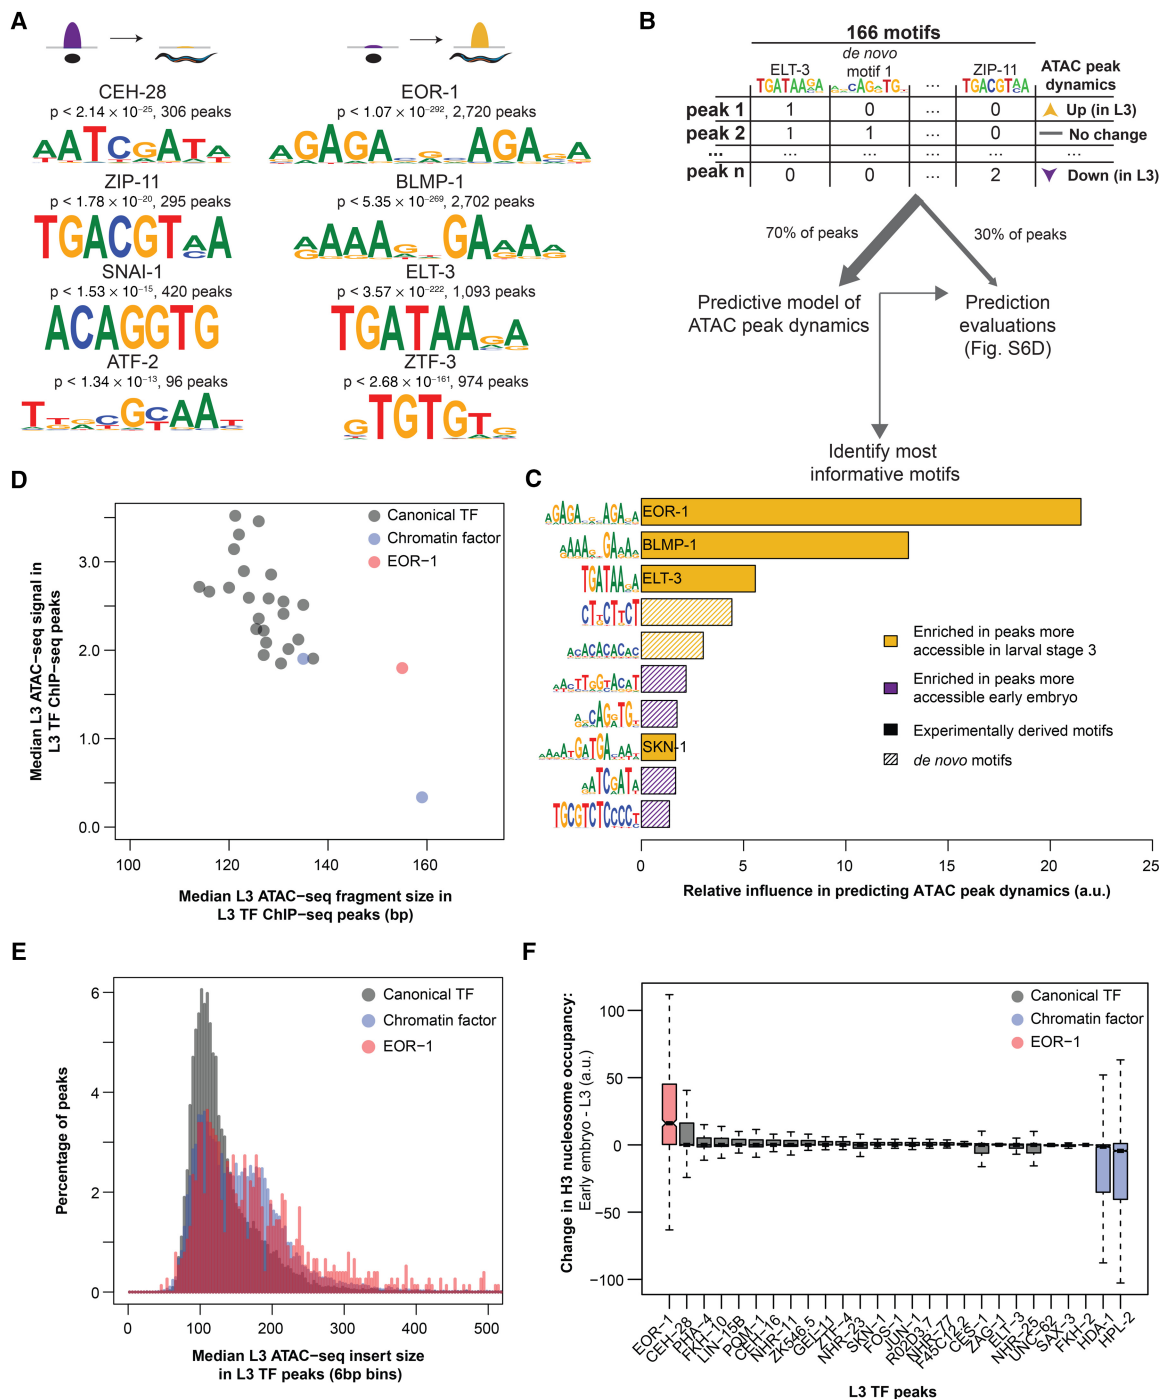 A
CEH-28
p < 2.14 × 10−25, 306 peaks
AATCGATA
ZIP-11
p < 1.78 × 10−20, 295 peaks
TGACGTAA
SNAI-1
p < 1.53 × 10−15, 420 peaks
ACAGGTG
ATF-2
p < 1.34 × 10−13, 96 peaks
EOR-1
p < 1.07 × 10−292, 2,720 peaks
BLMP-1
p < 5.35 × 10−269, 2,702 peaks
ELT-3
p < 3.57 × 10−222, 1,093 peaks
TGATAAGA
ZTF-3
p < 2.68 × 10−161, 974 peaks
GTGTGTG
B
166 motifs
ELT-3
de novo
motif 1
...
ZIP-11
ATAC peak
dynamics
TGATAAGA
TGACGTAA
peak 1 1 0 ... 0 Up (in L3)
peak 2 1 1 ... 0 No change
... ... ... ... ... ...
peak n 0 0 ... 2 Down (in L3)
70% of peaks
30% of peaks
Predictive model of
ATAC peak dynamics
Prediction
evaluations
(Fig. S6D)
Identify most
informative motifs
C
EOR-1
BLMP-1
TGATAAGA
ELT-3
SKN-1
Enriched in peaks more
accessible in larval stage 3
Enriched in peaks more
accessible early embryo
Experimentally derived motifs
de novo motifs
0 5 10 15 20 25
Relative influence in predicting ATAC peak dynamics (a.u.)
D
Median L3 ATAC−seq signal in
L3 TF ChIP−seq peaks
Canonical TF
Chromatin factor
EOR−1
3.0
2.0
1.0
0.0
100 120 140 160
Median L3 ATAC−seq fragment size in
L3 TF ChIP−seq peaks (bp)
E
Percentage of peaks
Canonical TF
Chromatin factor
EOR−1
6
4
2
0
0 100 200 300 400 500
Median L3 ATAC−seq insert size
in L3 TF peaks (6bp bins)
F
Change in H3 nucleosome occupancy:
Early embryo - L3 (a.u.)
Canonical TF
Chromatin factor
EOR−1
100
50
0
−50
−100
EOR-1
CEH-28
PHA-4
FKH-10
LIN-15B
PQM-1
CEH-16
NHR-11
ZK546.5
GEI-11
ZTF-4
NHR-23
SKN-1
FOS-1
JUN-1
R02D3.7
NHR-77
F45C12.2
CES-1
ZAG-1
ELT-3
NHR-25
UNC-62
SAX-3
FKH-2
HDA-1
HPL-2
L3 TF peaks